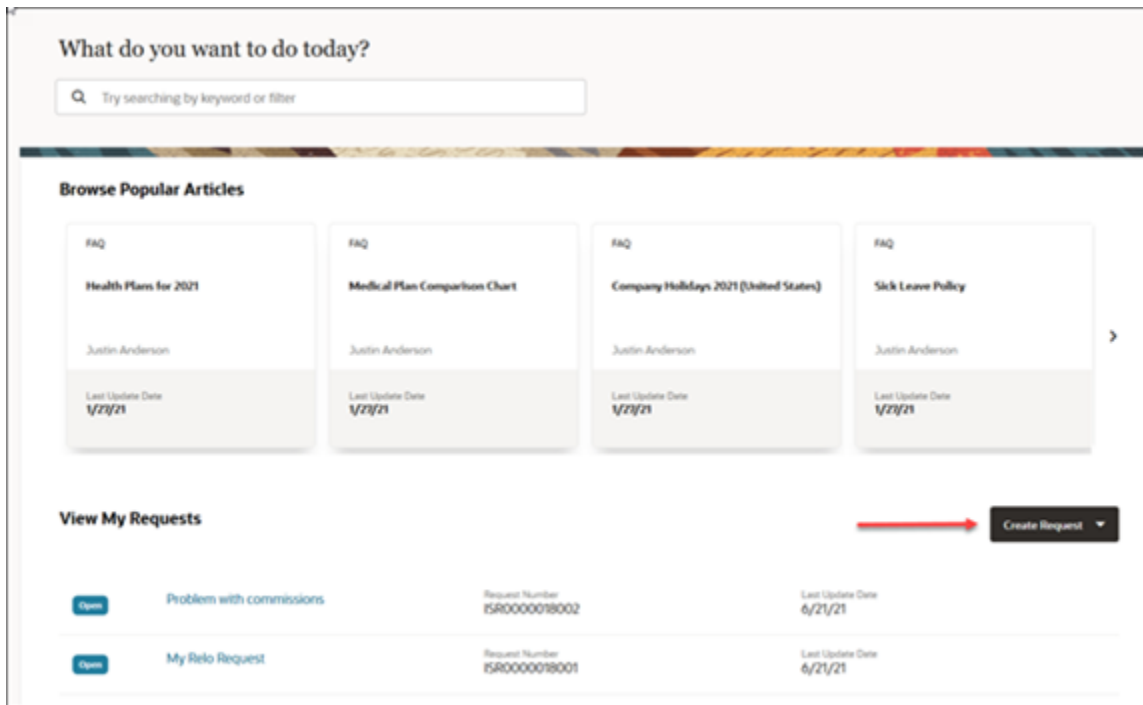 What do you want to do today?
Try searching by keyword or filter
Browse Popular Articles
FAQ
Health Plans for 2021
Justin Anderson
Last Update Date
1/27/21
FAQ
Medical Plan Comparison Chart
Justin Anderson
Last Update Date
1/27/21
FAQ
Company Holidays 2021 (United States)
Justin Anderson
Last Update Date
1/27/21
FAQ
Sick Leave Policy
Justin Anderson
Last Update Date
1/27/21
View My Requests
Create Request
Open
Problem with commissions
Request Number
ISR0000018002
Last Update Date
6/21/21
Open
My Relo Request
Request Number
ISR0000018001
Last Update Date
6/21/21